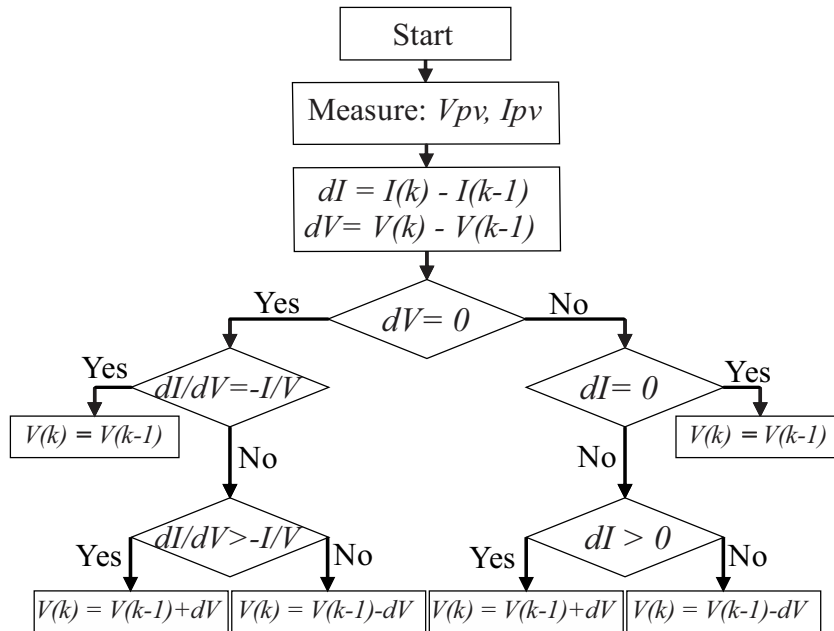 Start
Measure: Vpv, Ipv
dI = I(k) - I(k-1)
dV= V(k) - V(k-1)
dV= 0
Yes
No
dI/dV=-I/V
Yes
No
V(k) = V(k-1)
dI= 0
Yes
No
V(k) = V(k-1)
dI/dV>-I/V
Yes
No
V(k) = V(k-1)+dV
V(k) = V(k-1)-dV
dI > 0
Yes
No
V(k) = V(k-1)+dV
V(k) = V(k-1)-dV